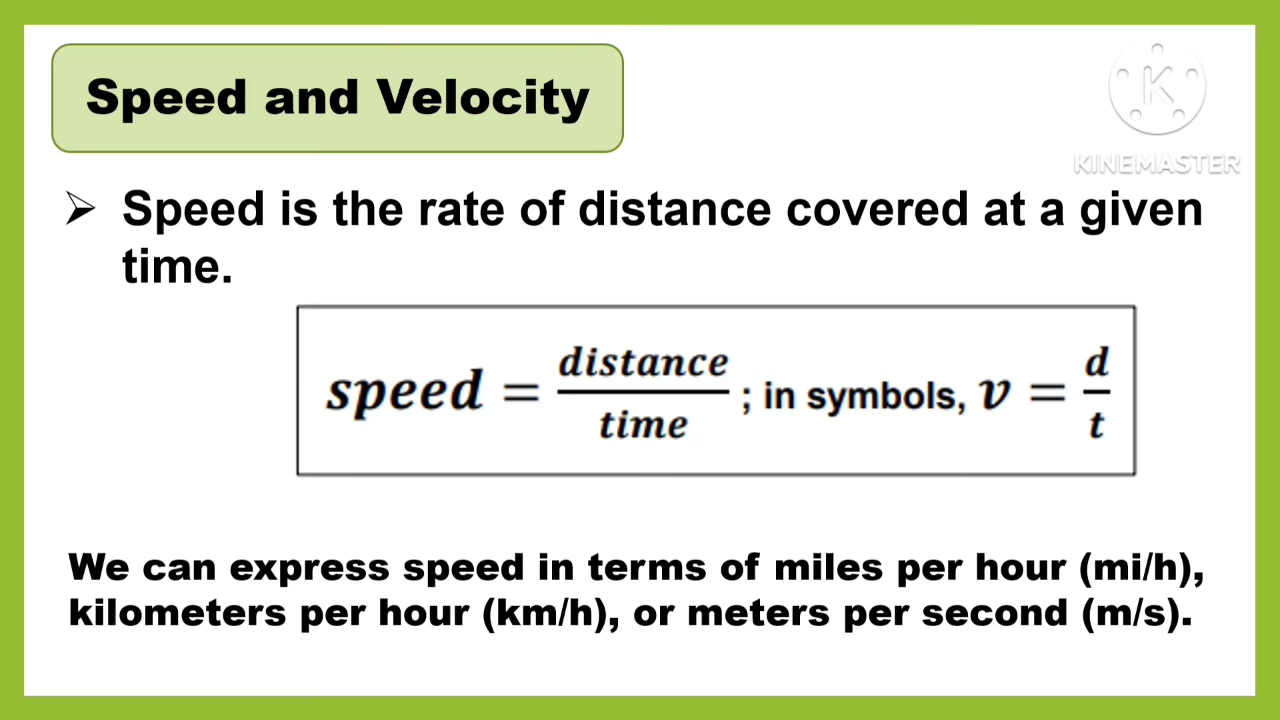 Speed and Velocity
K
KINEMASTER
➢ Speed is the rate of distance covered at a given
time.
speed = distance/time ; in symbols, v = d/t
We can express speed in terms of miles per hour (mi/h),
kilometers per hour (km/h), or meters per second (m/s).